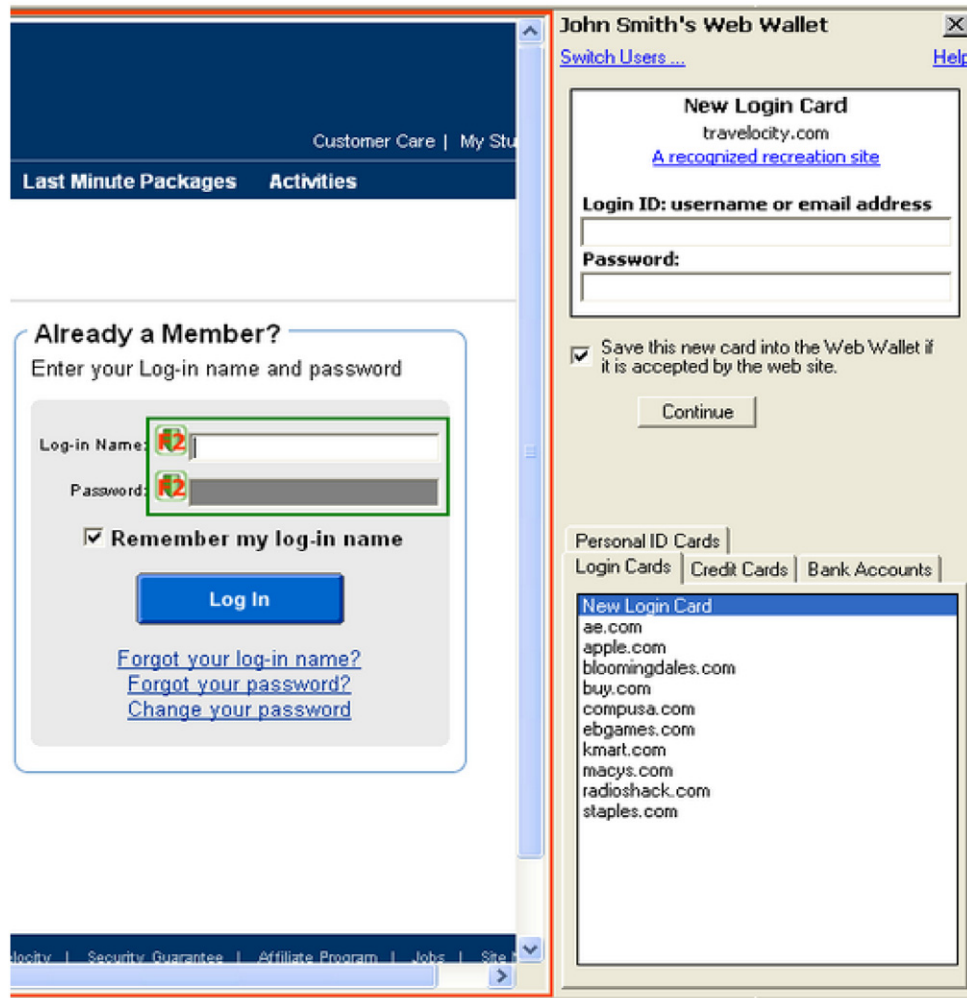 Customer Care | My Stu
Last Minute Packages Activities
Already a Member?
Enter your Log-in name and password
Log-in Name:
Password:
Remember my log-in name
Log In
Forgot your log-in name?
Forgot your password?
Change your password
locity | Security Guarantee | Affiliate Program | Jobs | Site
John Smith's Web Wallet
Switch Users ... Help
New Login Card
travelocity.com
A recognized recreation site
Login ID: username or email address
Password:
Save this new card into the Web Wallet if
it is accepted by the web site.
Continue
Personal ID Cards
Login Cards Credit Cards Bank Accounts
New Login Card
ae.com
apple.com
bloomingdales.com
buy.com
compusa.com
ebgames.com
kmart.com
macys.com
radioshack.com
staples.com